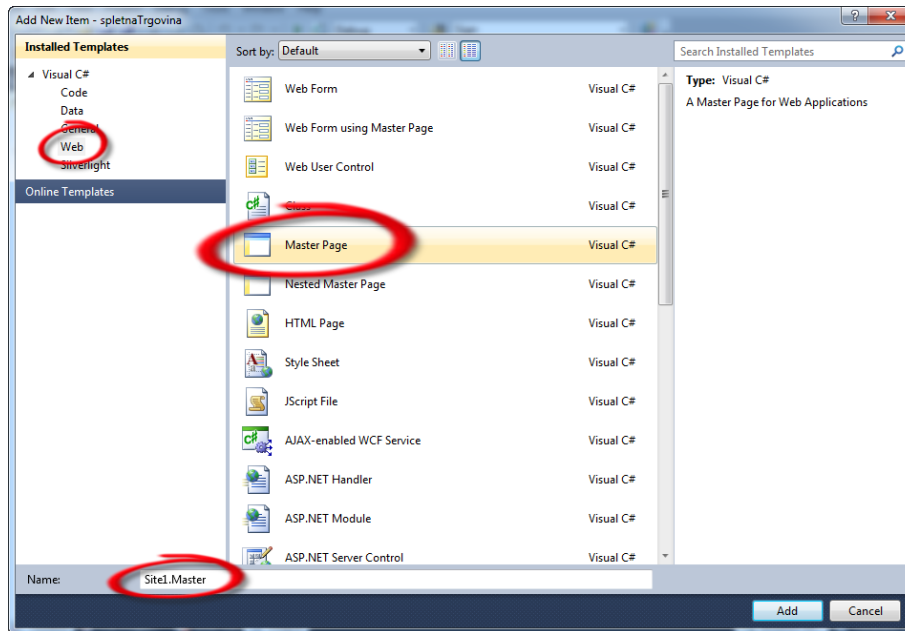 Add New Item - spletnaTrgovina
Installed Templates
Visual C#
Code
Data
General
Web
Silverlight
Online Templates
Sort by: Default
Web Form Visual C#
Web Form using Master Page Visual C#
Web User Control Visual C#
Class Visual C#
Master Page Visual C#
Nested Master Page Visual C#
HTML Page Visual C#
Style Sheet Visual C#
JScript File Visual C#
AJAX-enabled WCF Service Visual C#
ASP.NET Handler Visual C#
ASP.NET Module Visual C#
ASP.NET Server Control Visual C#
Search Installed Templates
Type: Visual C#
A Master Page for Web Applications
Name: Site1.Master
Add Cancel